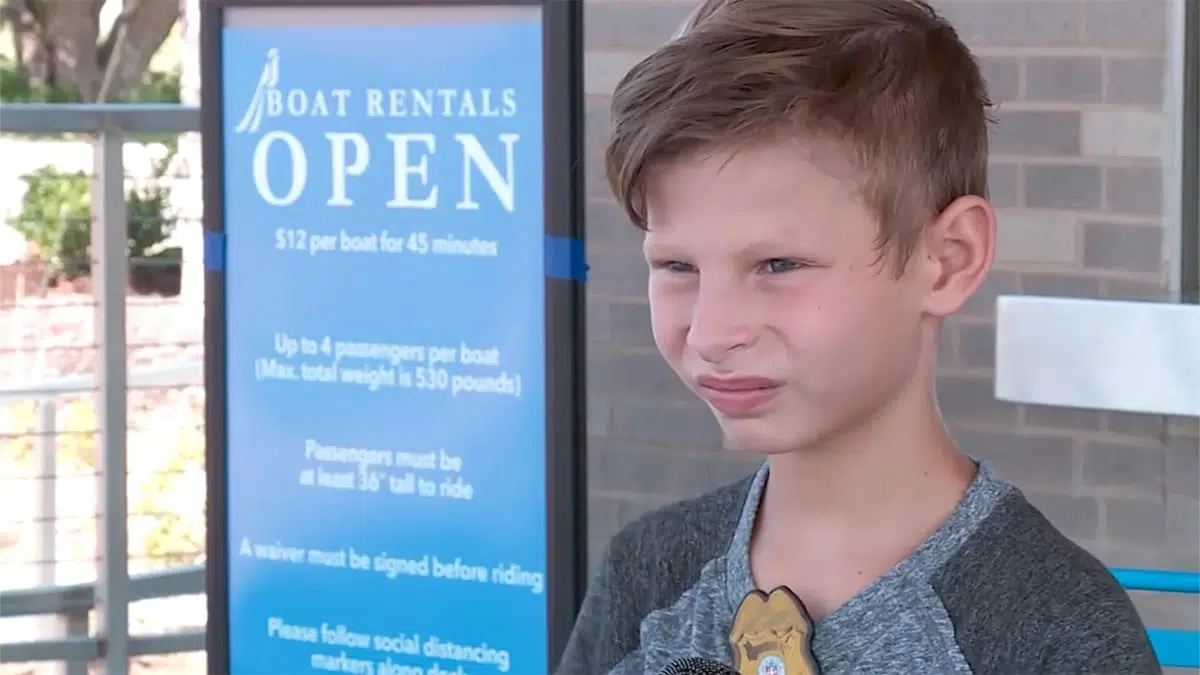 BOAT RENTALS
OPEN
$12 per boat for 45 minutes
Up to 4 passengers per boat
(Max. total weight is 530 pounds)
Passengers must be
at least 36" tall to ride
A waiver must be signed before riding
Please follow social distancing
markers along